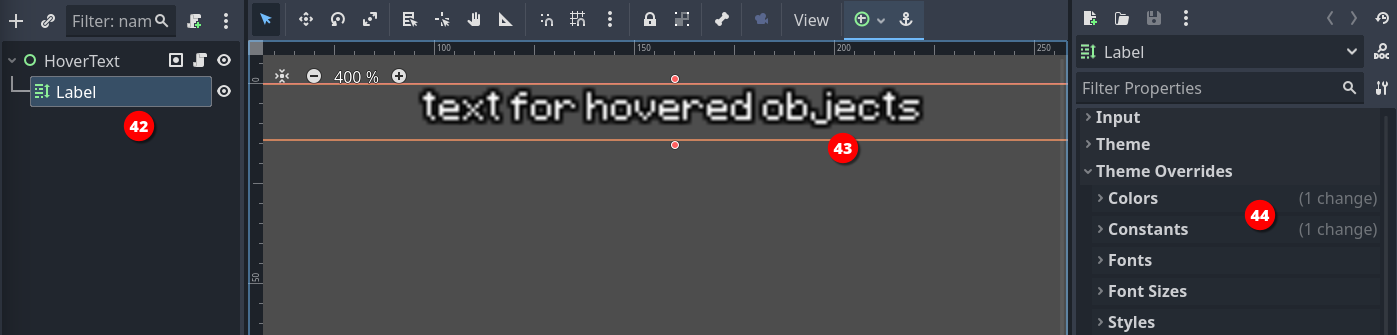 Filter: nam
View
Label
HoverText
Label
42
100
150
200
250
0
50
400 %
text for hovered objects
43
Filter Properties
Input
Theme
Theme Overrides
Colors (1 change)
44
Constants (1 change)
Fonts
Font Sizes
Styles